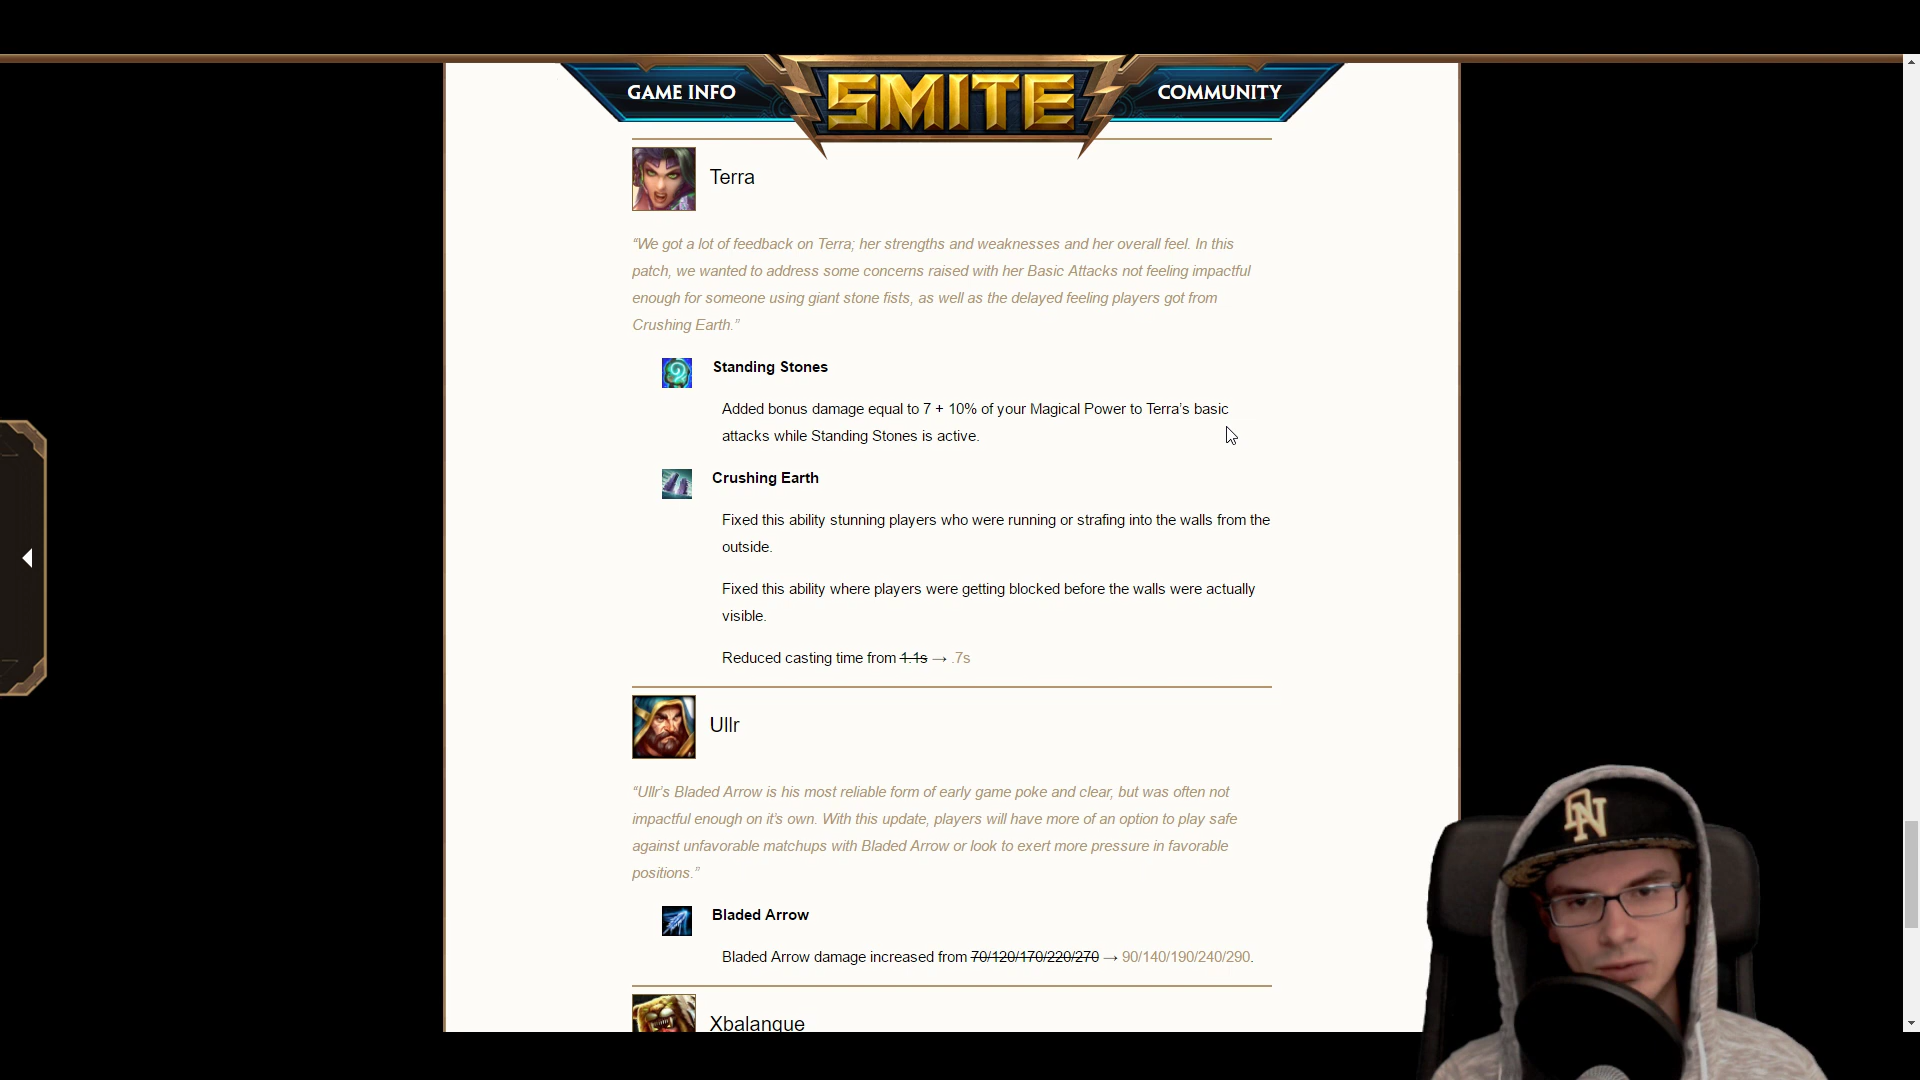 GAME INFO
SMITE
COMMUNITY
Terra
“We got a lot of feedback on Terra; her strengths and weaknesses and her overall feel. In this
patch, we wanted to address some concerns raised with her Basic Attacks not feeling impactful
enough for someone using giant stone fists, as well as the delayed feeling players got from
Crushing Earth.”
Standing Stones
Added bonus damage equal to 7 + 10% of your Magical Power to Terra’s basic
attacks while Standing Stones is active.
Crushing Earth
Fixed this ability stunning players who were running or strafing into the walls from the
outside.
Fixed this ability where players were getting blocked before the walls were actually
visible.
Reduced casting time from 1.1s → .7s
Ullr
“Ullr’s Bladed Arrow is his most reliable form of early game poke and clear, but was often not
impactful enough on it’s own. With this update, players will have more of an option to play safe
against unfavorable matchups with Bladed Arrow or look to exert more pressure in favorable
positions.”
Bladed Arrow
Bladed Arrow damage increased from 70/120/170/220/270 → 90/140/190/240/290.
Xbalanque
DN